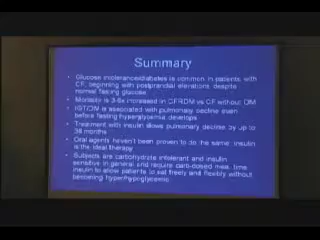 Summary
• Glucose intolerance/diabetes is common in patients with
CF, beginning with postprandial elevations despite
normal fasting glucose
• Mortality is 3-6x increased in CFRDM vs CF without DM
• IGT/DM is associated with pulmonary decline even
before fasting hyperglycemia develops
• Treatment with insulin slows pulmonary decline by up to
• Oral agents haven't been proven to do the same: insulin
is the ideal therapy
• Subjects are carbohydrate intolerant and insulin
sensitive in general and require carb-dosed meal time
insulin to allow patients to eat freely and flexibly without
becoming hyper/hypoglycemic